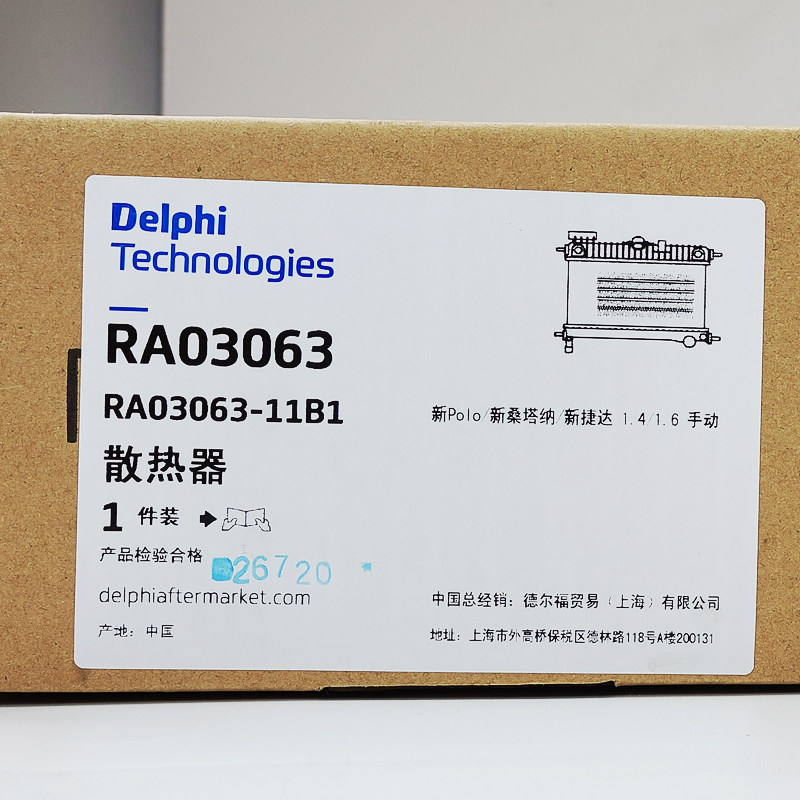 Delphi
Technologies
RA03063
RA03063-11B1
散热器
1 件装
产品检验合格 26720
delphiaftermarket.com
产地：中国
新Polo/新桑塔纳/新捷达 1.4/1.6 手动
中国总经销：德尔福贸易（上海）有限公司
地址：上海市外高桥保税区德林路118号A楼200131